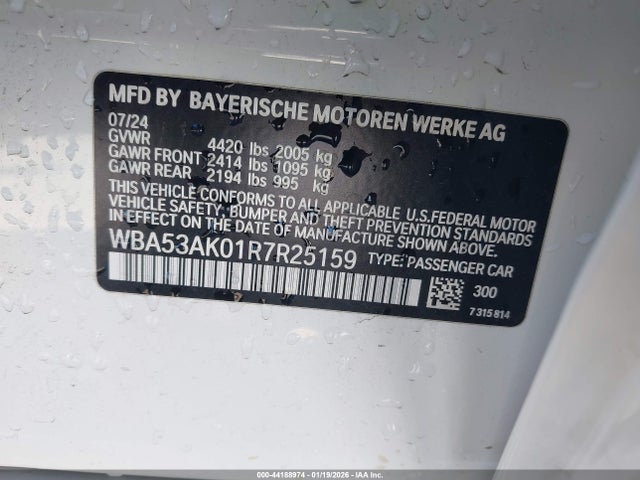 MFD BY BAYERISCHE MOTOREN WERKE AG
07/24
GVWR 4420 lbs 2005 kg
GAWR FRONT 2414 lbs 1095 kg
GAWR REAR 2194 lbs 995 kg
THIS VEHICLE CONFORMS TO ALL APPLICABLE U.S.FEDERAL MOTOR
VEHICLE SAFETY, BUMPER AND THEFT PREVENTION STANDARDS IN
EFFECT ON THE DATE OF MANUFACTURE SHOWN ABOVE.
WBA53AK01R7R25159 TYPE:PASSENGER CAR
300
7 315 814
000-44188974 | 01/19/2026 - IAA Holdings, LLC.